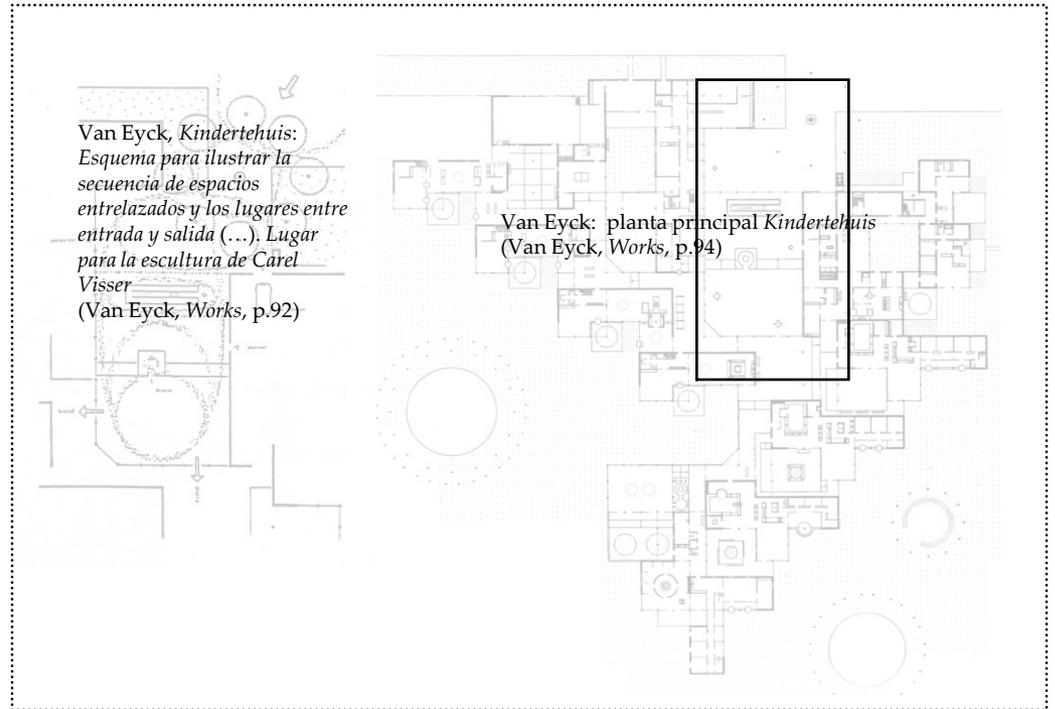 Van Eyck, Kindertehuis:
Esquema para ilustrar la
secuencia de espacios
entrelazados y los lugares entre
entrada y salida (…). Lugar
para la escultura de Carel
Visser
(Van Eyck, Works, p.92)
Van Eyck:  planta principal Kindertehuis
(Van Eyck, Works, p.94)